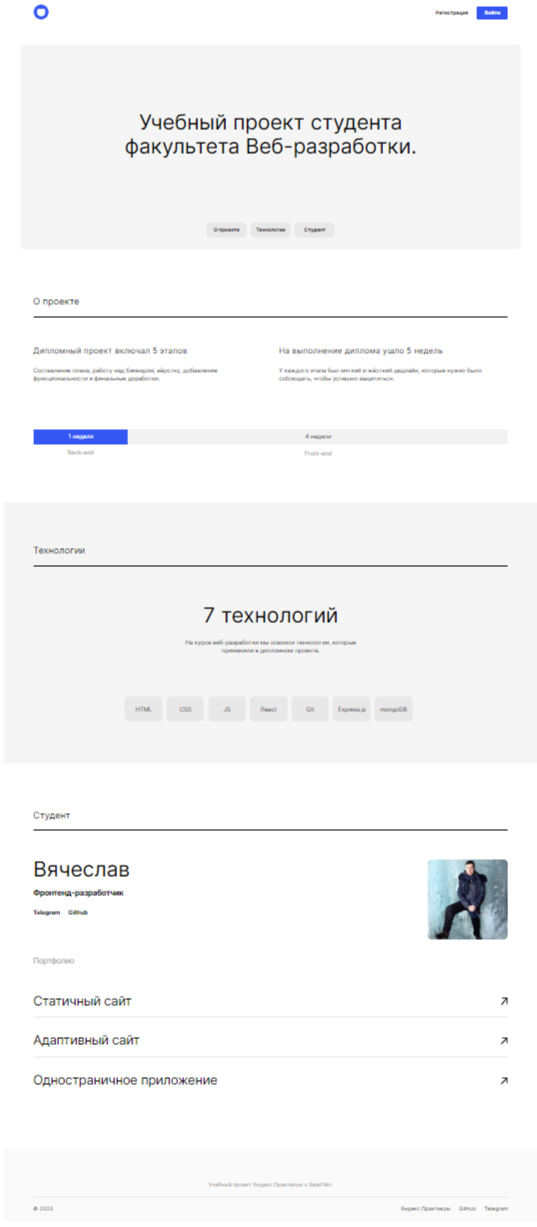 Регистрация Войти
Учебный проект студента
факультета Веб-разработки.
О проекте Технологии Студент
О проекте
Дипломный проект включал 5 этапов
На выполнение диплома ушло 5 недель
Составление плана, работу над бэкендом, вёрстку, добавление
функциональности и финальные доработки.
У каждого этапа был мягкий и жёсткий дедлайн, которые нужно было
соблюдать, чтобы успешно защититься.
1 неделя 4 недели
Back-end Front-end
Технологии
7 технологий
На курсе веб-разработки мы освоили технологии, которые
применили в дипломном проекте.
HTML CSS JS React Git Express.js mongoDB
Студент
Вячеслав
Фронтенд-разработчик
Telegram Github
Портфолио
Статичный сайт
Адаптивный сайт
Одностраничное приложение
Учебный проект Яндекс.Практикум х BeatFilm.
© 2023 Яндекс.Практикум Github Telegram